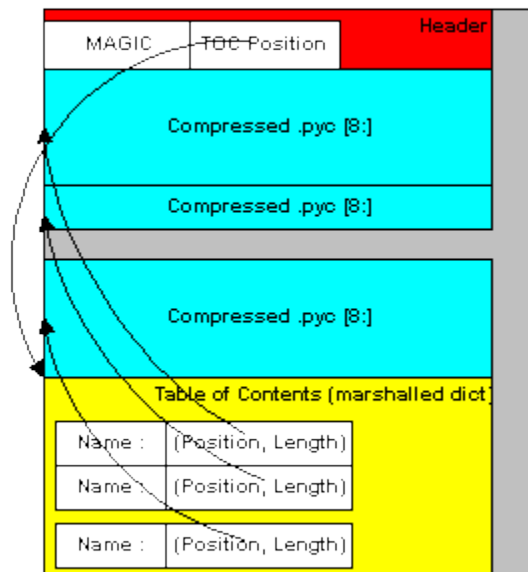 Header
MAGIC TOC Position
Compressed .pyc [8:]
Compressed .pyc [8:]
Compressed .pyc [8:]
Table of Contents (marshalled dict)
Name : (Position, Length)
Name : (Position, Length)
Name : (Position, Length)